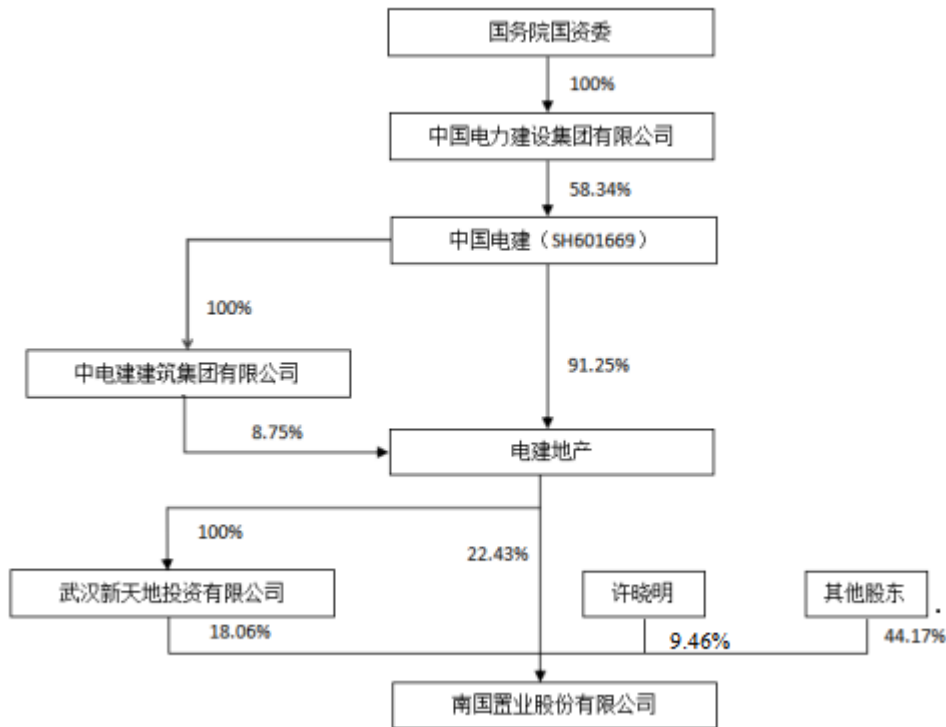 国务院国资委
100%
中国电力建设集团有限公司
58.34%
中国电建（SH601669）
100%
中电建建筑集团有限公司
91.25%
8.75%
电建地产
100%
22.43%
武汉新天地投资有限公司
许晓明
其他股东
18.06%
9.46%
44.17%
南国置业股份有限公司